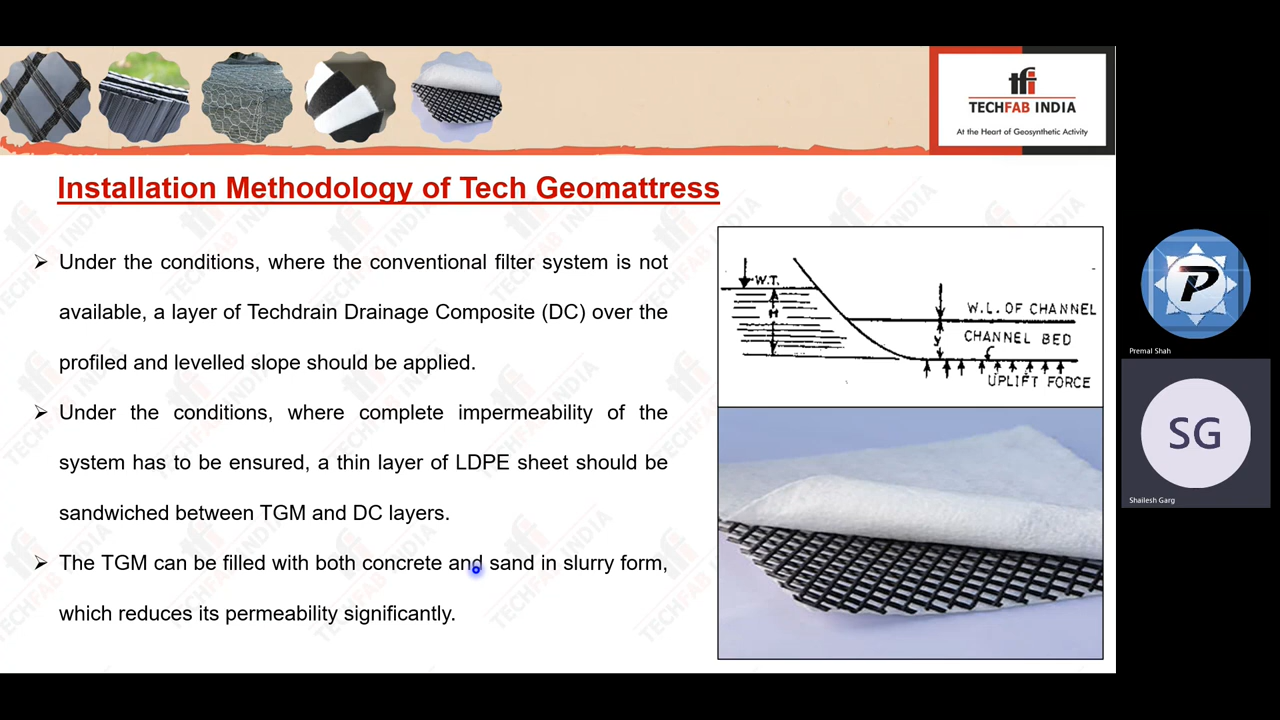 tfi
TECHFAB INDIA
At the Heart of Geosynthetic Activity
Installation Methodology of Tech Geomattress
➢ Under the conditions, where the conventional filter system is not
available, a layer of Techdrain Drainage Composite (DC) over the
profiled and levelled slope should be applied.
➢ Under the conditions, where complete impermeability of the
system has to be ensured, a thin layer of LDPE sheet should be
sandwiched between TGM and DC layers.
➢ The TGM can be filled with both concrete and sand in slurry form,
which reduces its permeability significantly.
W.T.
H
W.L. OF CHANNEL
y
CHANNEL BED
UPLIFT FORCE
P
Premal Shah
SG
Shailesh Garg